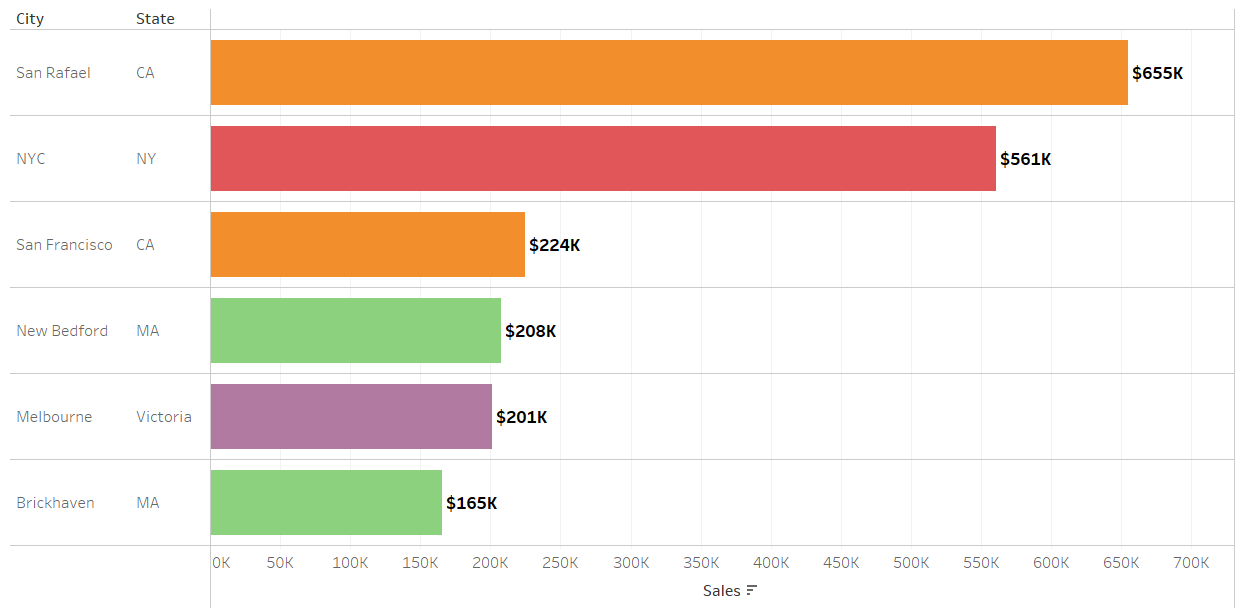 City State
San Rafael CA $655K
NYC NY $561K
San Francisco CA $224K
New Bedford MA $208K
Melbourne Victoria $201K
Brickhaven MA $165K
0K 50K 100K 150K 200K 250K 300K 350K 400K 450K 500K 550K 600K 650K 700K
Sales